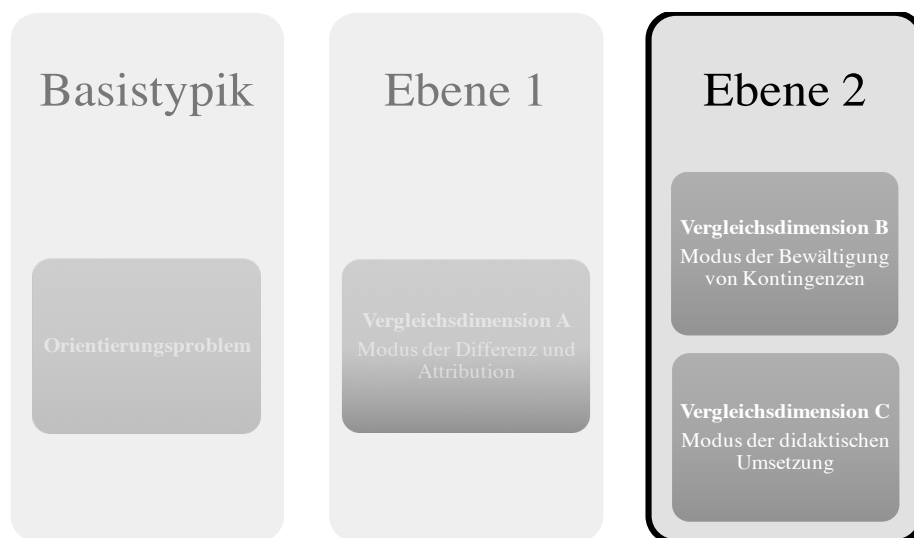 Basistypik
Orientierungsproblem
Ebene 1
Vergleichsdimension A
Modus der Differenz und
Attribution
Ebene 2
Vergleichsdimension B
Modus der Bewältigung
von Kontingenzen
Vergleichsdimension C
Modus der didaktischen
Umsetzung